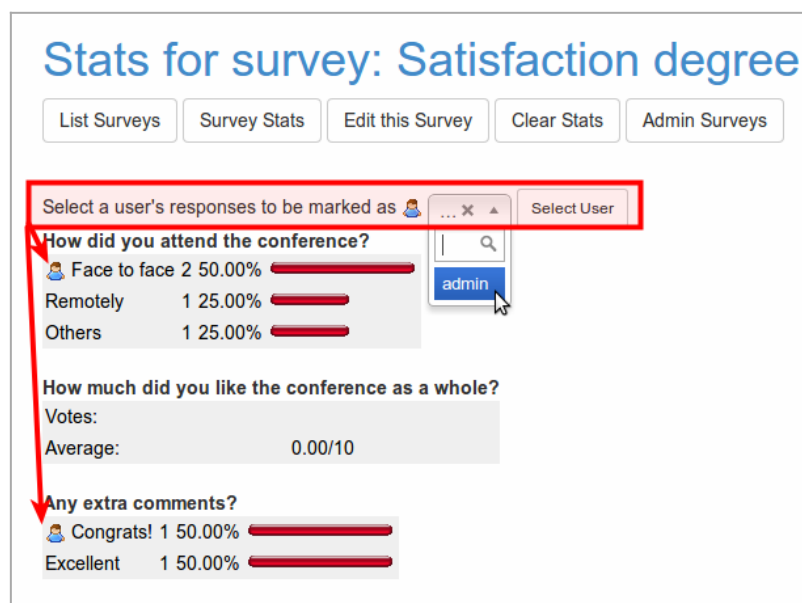 Stats for survey: Satisfaction degree
List Surveys Survey Stats Edit this Survey Clear Stats Admin Surveys
Select a user's responses to be marked as ... Select User
How did you attend the conference?
Face to face 2 50.00%
admin
Remotely 1 25.00%
Others 1 25.00%
How much did you like the conference as a whole?
Votes:
Average: 0.00/10
Any extra comments?
Congrats! 1 50.00%
Excellent 1 50.00%